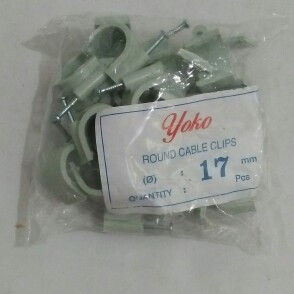 Yoko
ROUND CABLE CLIPS
(Ø) : 17 mm
QUANTITY : Pcs